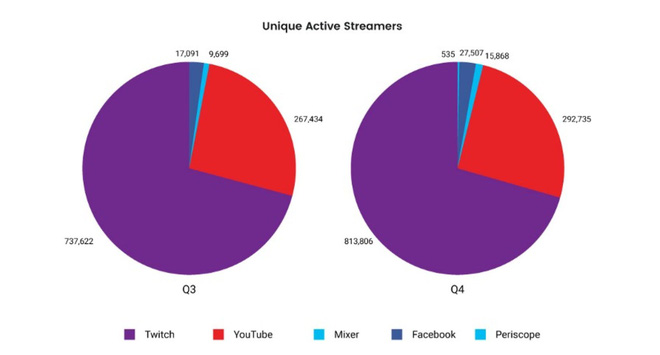 Unique Active Streamers
17,091 9,699
267,434
737,622
Q3
535 27,507 15,868
292,735
813,806
Q4
Twitch YouTube Mixer Facebook Periscope